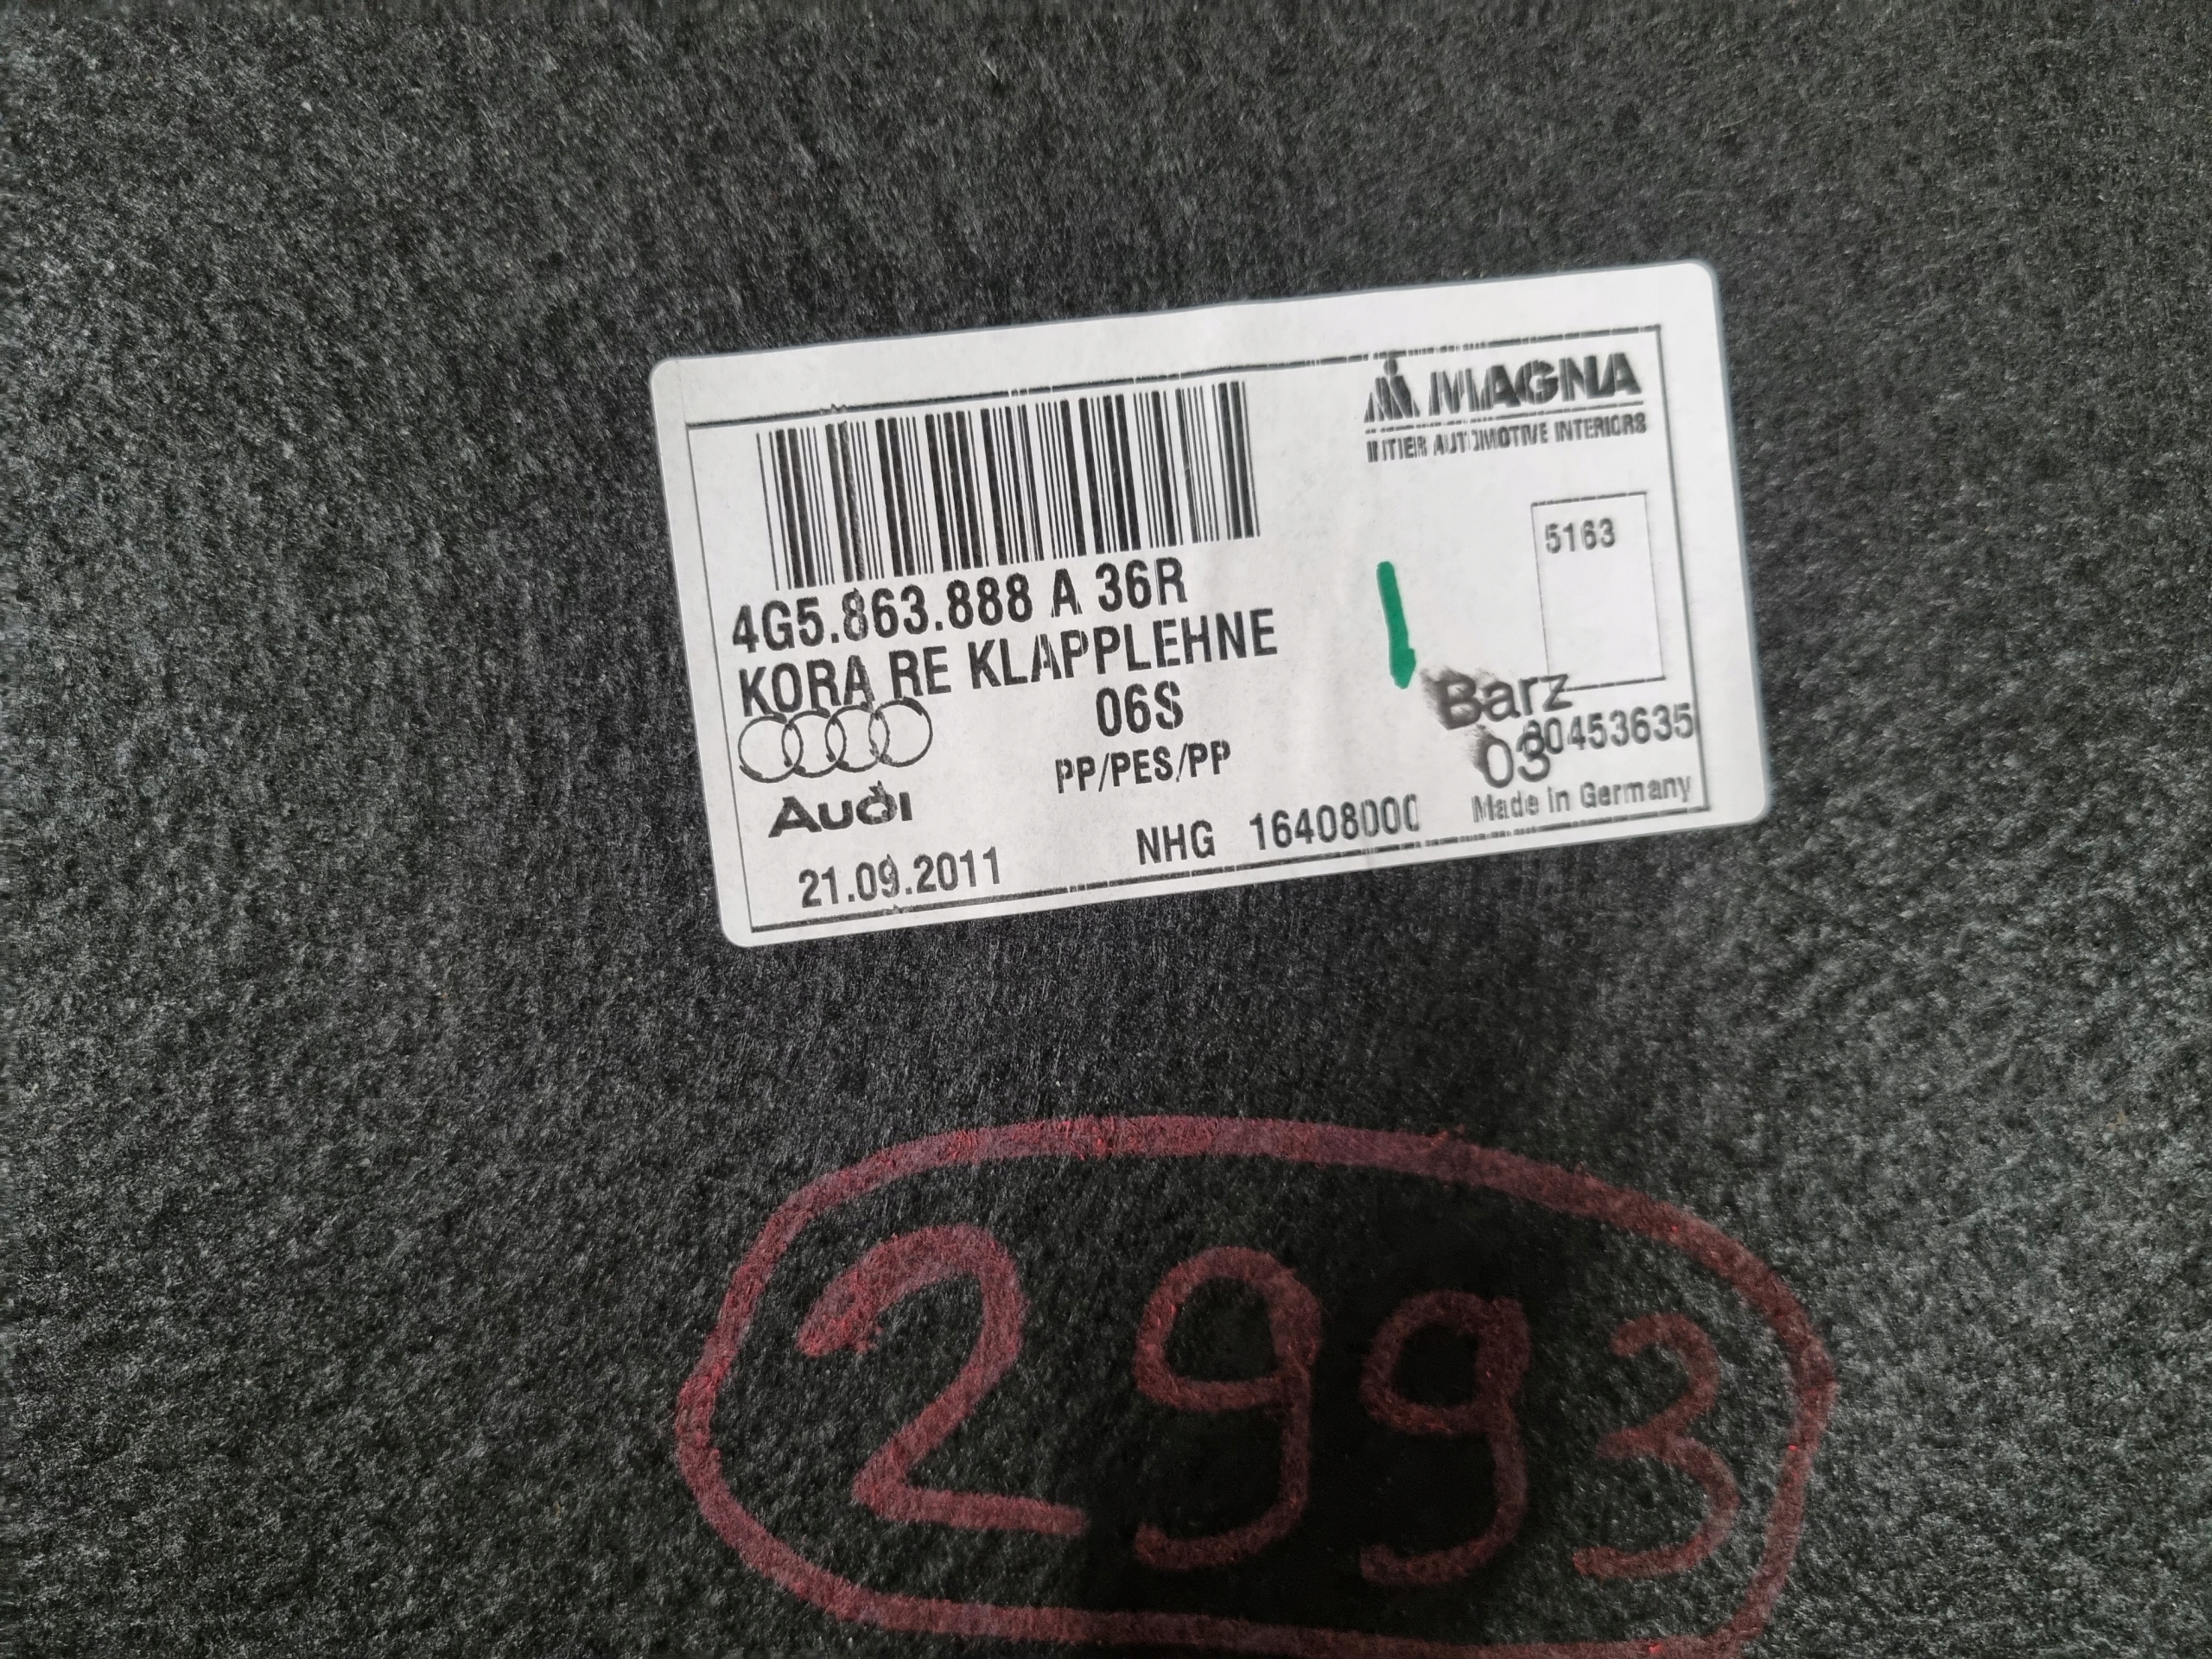 MAGNA
AUTOMOTIVE INTERIORS
5163
4G5.863.888 A 36R
KORA RE KLAPPLEHNE
06S
PP/PES/PP
Audi
Barz
03
80453635
Made in Germany
21.09.2011
NHG 16408000
2993